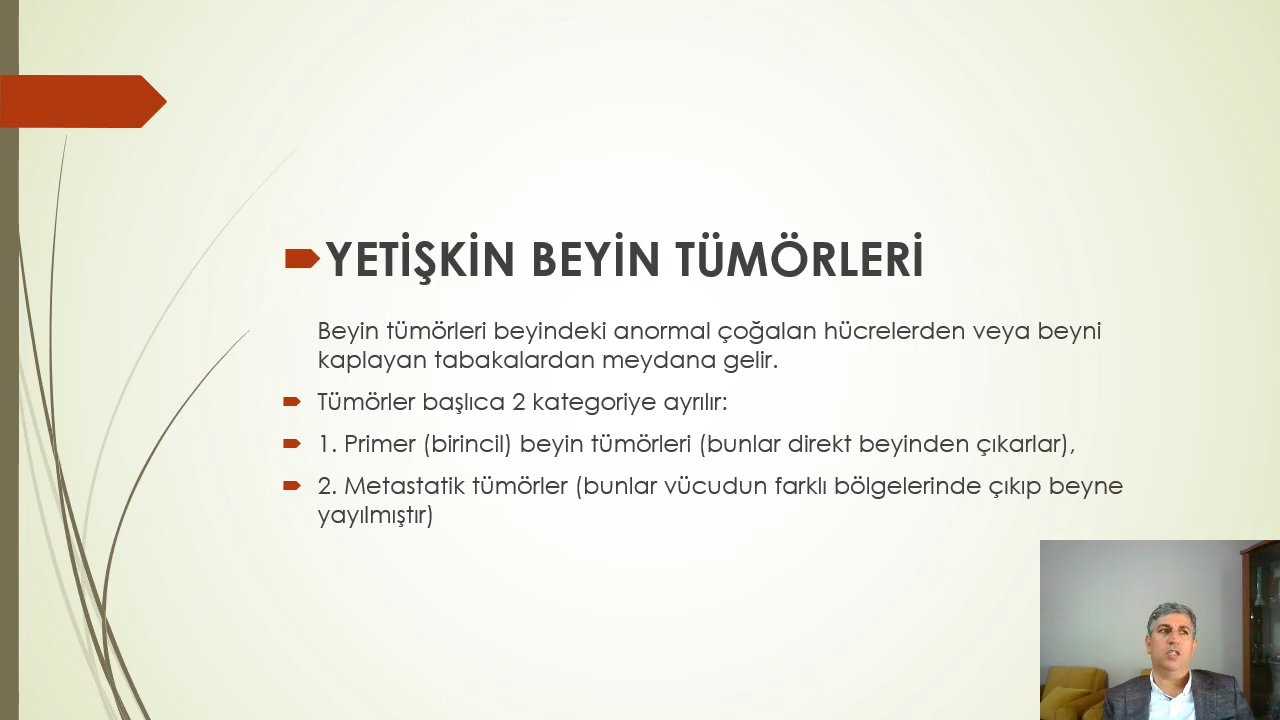 YETİŞKİN BEYİN TÜMÖRLERİ
Beyin tümörleri beyindeki anormal çoğalan hücrelerden veya beyni
kaplayan tabakalardan meydana gelir.
Tümörler başlıca 2 kategoriye ayrılır:
1. Primer (birincil) beyin tümörleri (bunlar direkt beyinden çıkarlar),
2. Metastatik tümörler (bunlar vücudun farklı bölgelerinde çıkıp beyne
yayılmıştır)